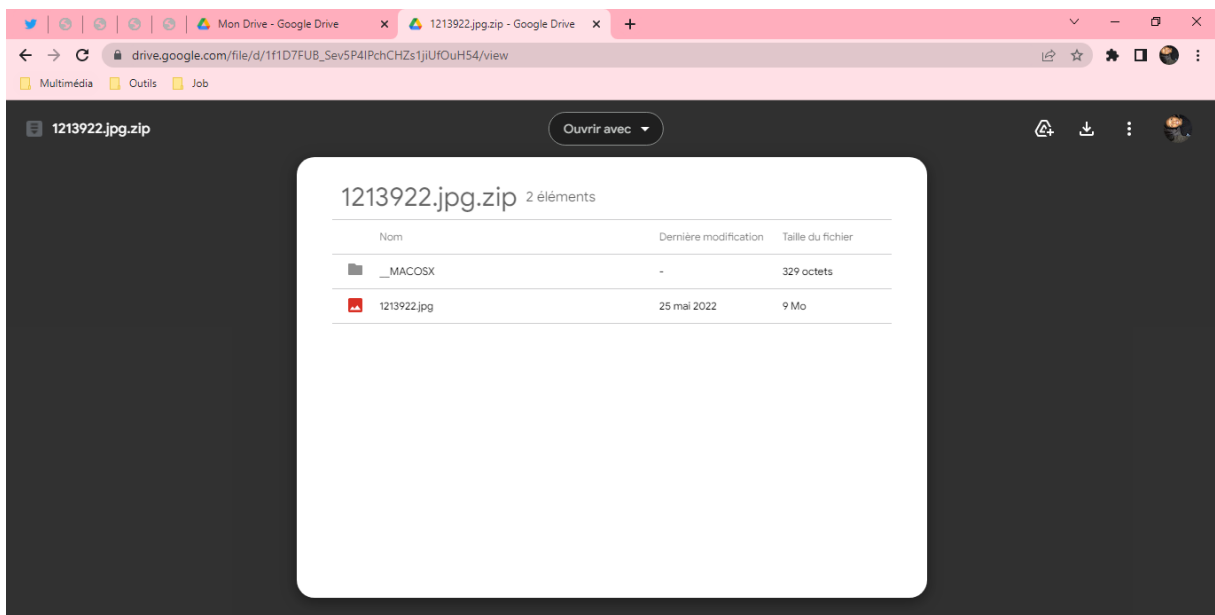 Mon Drive - Google Drive
1213922.jpg.zip - Google Drive
drive.google.com/file/d/1f1D7FUB_Sev5P4IPchCHZs1jiUfOuH54/view
Multimédia Outils Job
1213922.jpg.zip
Ouvrir avec
1213922.jpg.zip 2 éléments
Nom Dernière modification Taille du fichier
__MACOSX - 329 octets
1213922.jpg 25 mai 2022 9 Mo